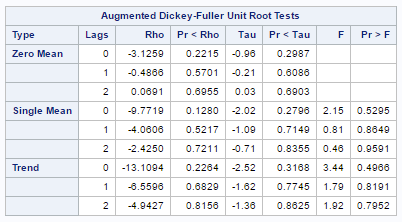 Augmented Dickey-Fuller Unit Root Tests
Type Lags Rho Pr < Rho Tau Pr < Tau F Pr > F
Zero Mean 0 -3.1259 0.2215 -0.96 0.2987
1 -0.4866 0.5701 -0.21 0.6086
2 0.0691 0.6955 0.03 0.6903
Single Mean 0 -9.7719 0.1280 -2.02 0.2796 2.15 0.5295
1 -4.0606 0.5217 -1.09 0.7149 0.81 0.8649
2 -2.4250 0.7211 -0.71 0.8355 0.46 0.9591
Trend 0 -13.1094 0.2264 -2.52 0.3168 3.44 0.4966
1 -6.5596 0.6829 -1.62 0.7745 1.79 0.8191
2 -4.9427 0.8156 -1.36 0.8625 1.92 0.7952